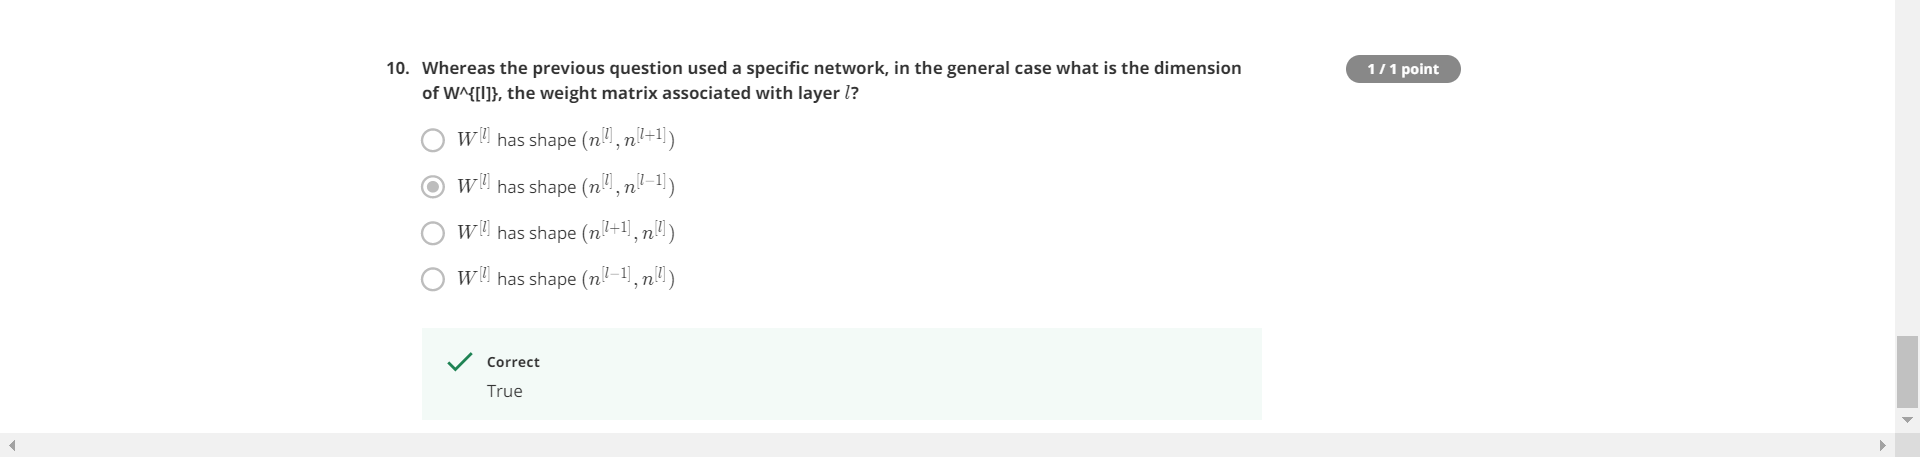 10. Whereas the previous question used a specific network, in the general case what is the dimension
of W^{[l]}, the weight matrix associated with layer l?
1 / 1 point
W^{[l]} has shape (n^{[l]}, n^{[l+1]})
W^{[l]} has shape (n^{[l]}, n^{[l−1]})
W^{[l]} has shape (n^{[l+1]}, n^{[l]})
W^{[l]} has shape (n^{[l−1]}, n^{[l]})
Correct
True